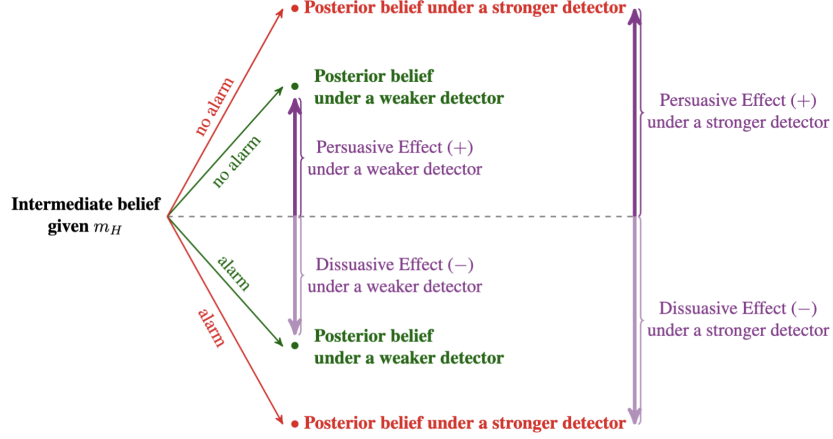 Posterior belief under a stronger detector
no alarm
Posterior belief
under a weaker detector
no alarm
Persuasive Effect (+)
under a stronger detector
Persuasive Effect (+)
under a weaker detector
Intermediate belief
given $m_H$
alarm
Dissuasive Effect (−)
under a weaker detector
alarm
Dissuasive Effect (−)
under a stronger detector
Posterior belief
under a weaker detector
Posterior belief under a stronger detector